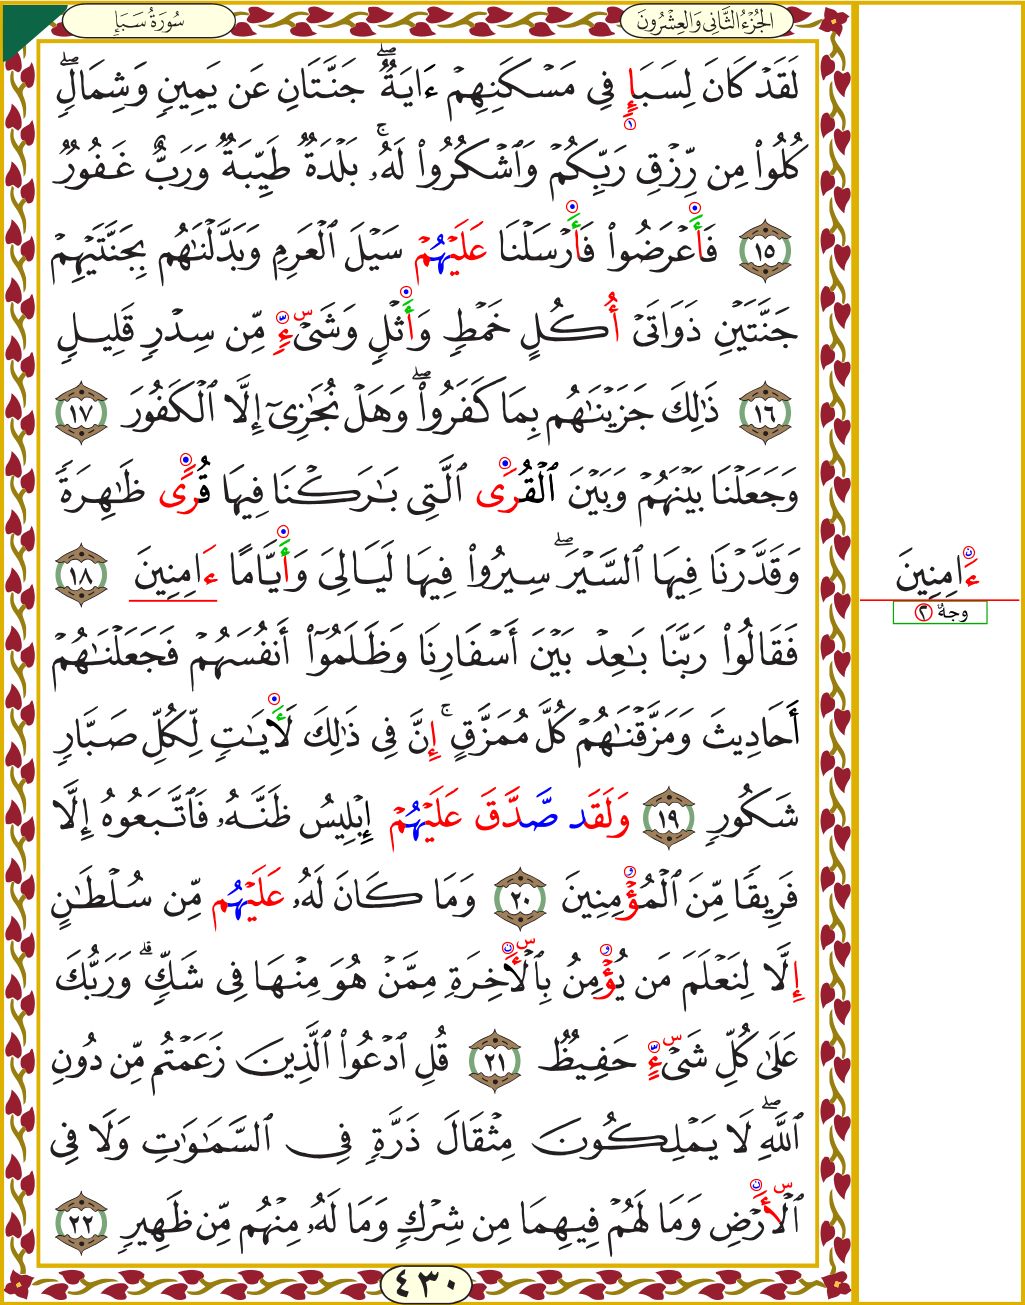 سُورَةُ سَبَإٍ
الجُزْءُ الثَّانِي وَالعِشْرُونَ
لَقَدْ كَانَ لِسَبَإٍ فِي مَسْكَنِهِمْ ءَايَةٌۖ جَنَّتَانِ عَن يَمِينٍ وَشِمَالٍۖ
كُلُوا۟ مِن رِّزْقِ رَبِّكُمْ وَٱشْكُرُوا۟ لَهُۥۚ بَلْدَةٌ طَيِّبَةٌ وَرَبٌّ غَفُورٌ
١٥ فَأَعْرَضُوا۟ فَأَرْسَلْنَا عَلَيْهُمْ سَيْلَ ٱلْعَرِمِ وَبَدَّلْنَٰهُم بِجَنَّتَيْهِمْ
جَنَّتَيْنِ ذَوَاتَىْ أُكُلٍ خَمْطٍ وَأَثْلٍ وَشَىْءٍ مِّن سِدْرٍ قَلِيلٍ
١٦ ذَٰلِكَ جَزَيْنَٰهُم بِمَا كَفَرُوا۟ۖ وَهَلْ نُجَٰزِىٓ إِلَّا ٱلْكَفُورَ ١٧
وَجَعَلْنَا بَيْنَهُمْ وَبَيْنَ ٱلْقُرَى ٱلَّتِى بَٰرَكْنَا فِيهَا قُرًى ظَٰهِرَةً
وَقَدَّرْنَا فِيهَا ٱلسَّيْرَۖ سِيرُوا۟ فِيهَا لَيَالِىَ وَأَيَّامًا ءَامِنِينَ ١٨
فَقَالُوا۟ رَبَّنَا بَٰعِدْ بَيْنَ أَسْفَارِنَا وَظَلَمُوٓا۟ أَنفُسَهُمْ فَجَعَلْنَٰهُمْ
أَحَادِيثَ وَمَزَّقْنَٰهُمْ كُلَّ مُمَزَّقٍۚ إِنَّ فِى ذَٰلِكَ لَأٓيَٰتٍ لِّكُلِّ صَبَّارٍ
شَكُورٍ ١٩ وَلَقَد صَّدَّقَ عَلَيْهُمْ إِبْلِيسُ ظَنَّهُۥ فَٱتَّبَعُوهُ إِلَّا
فَرِيقًا مِّنَ ٱلْمُؤْمِنِينَ ٢٠ وَمَا كَانَ لَهُۥ عَلَيْهُم مِّن سُلْطَٰنٍ
إِلَّا لِنَعْلَمَ مَن يُؤْمِنُ بِٱلْأَخِرَةِ مِمَّنْ هُوَ مِنْهَا فِى شَكٍّۗ وَرَبُّكَ
عَلَىٰ كُلِّ شَىْءٍ حَفِيظٌ ٢١ قُلِ ٱدْعُوا۟ ٱلَّذِينَ زَعَمْتُم مِّن دُونِ
ٱللَّهِۖ لَا يَمْلِكُونَ مِثْقَالَ ذَرَّةٍ فِى ٱلسَّمَٰوَٰتِ وَلَا فِى
ٱلْأَرْضِ وَمَا لَهُمْ فِيهِمَا مِن شِرْكٍ وَمَا لَهُۥ مِنْهُم مِّن ظَهِيرٍ ٢٢
٤٣٠
ءَامِنِينَ
وجهٌ ٢